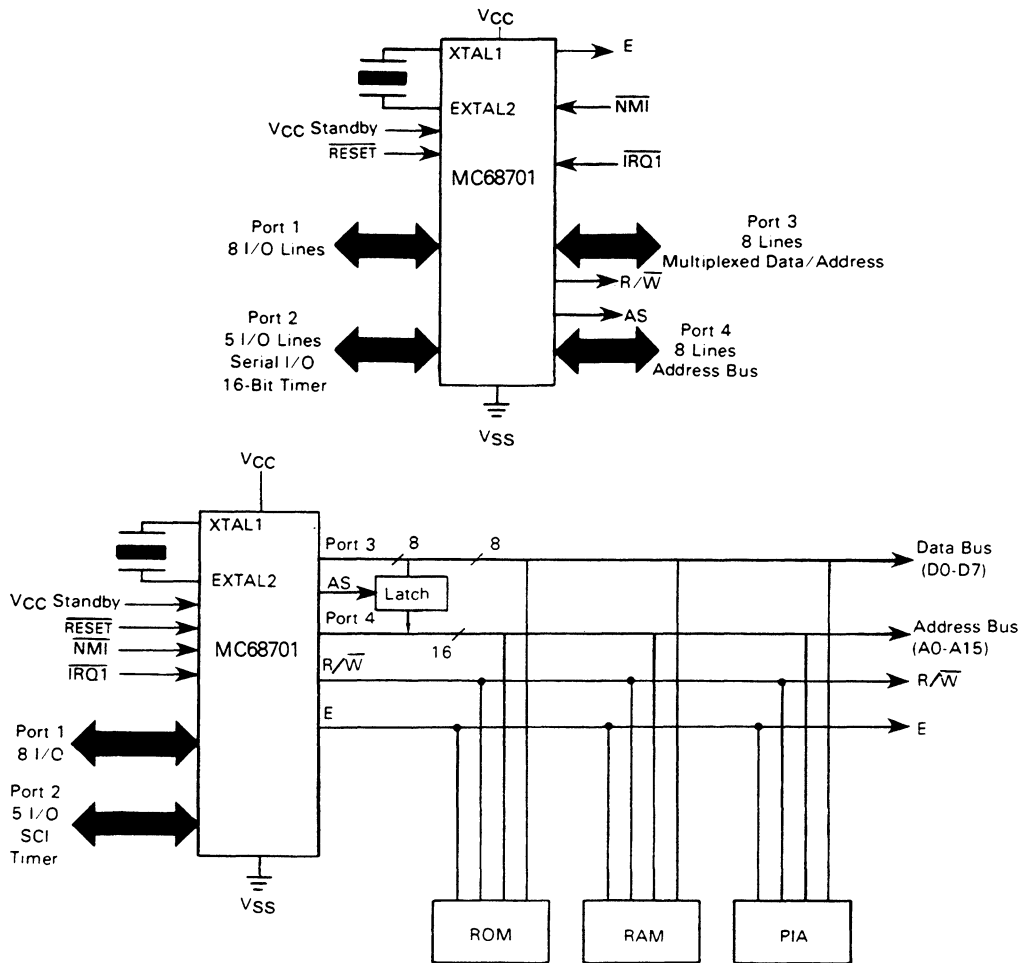 VCC
XTAL1
E
EXTAL2
NMI
VCC Standby
RESET
IRQ1
MC68701
Port 1
8 I/O Lines
Port 3
8 Lines
Multiplexed Data/Address
R/W
AS
Port 2
5 I/O Lines
Serial I/O
16-Bit Timer
Port 4
8 Lines
Address Bus
VSS
VCC
XTAL1
EXTAL2
VCC Standby
RESET
NMI
IRQ1
MC68701
Port 1
8 I/O
Port 2
5 I/O
SCI
Timer
VSS
Port 3
8
8
Data Bus
(D0-D7)
AS
Latch
Port 4
16
Address Bus
(A0-A15)
R/W
R/W
E
E
ROM
RAM
PIA